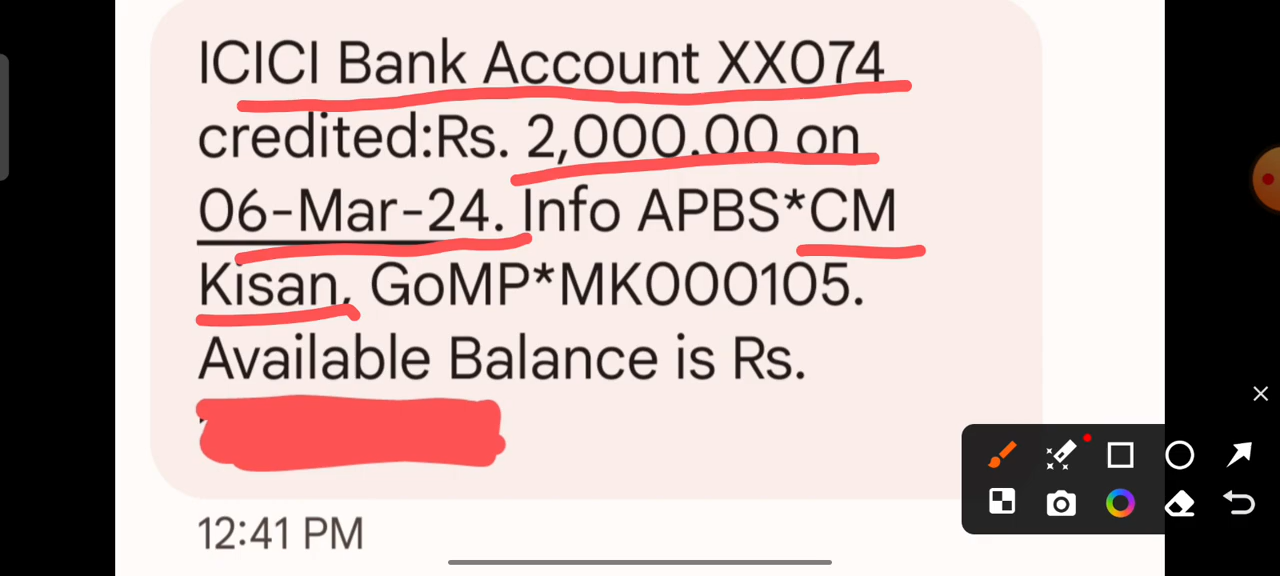 ICICI Bank Account XX074
credited:Rs. 2,000.00 on
06-Mar-24. Info APBS*CM
Kisan, GoMP*MK000105.
Available Balance is Rs.
12:41 PM